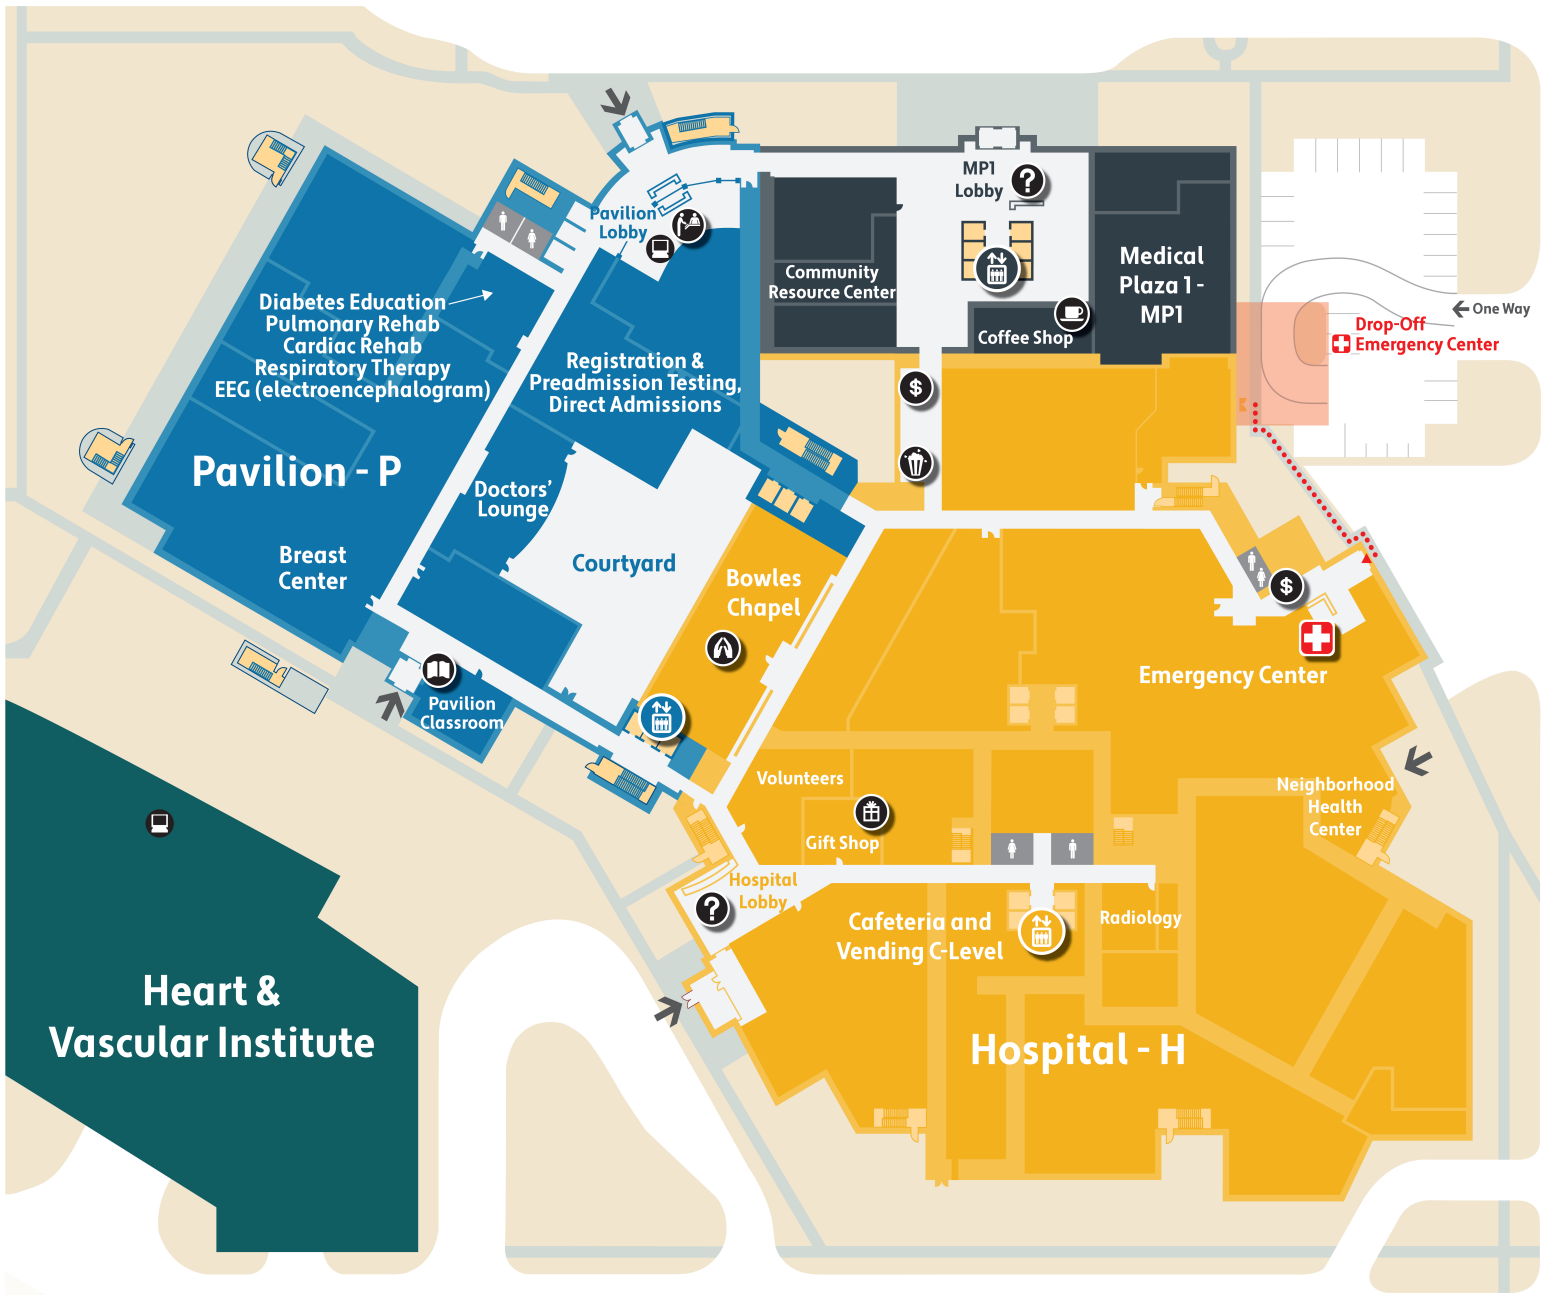 MP1
Lobby
?
Pavilion
Lobby
Community
Resource Center
Medical
Plaza 1 -
MP1
Coffee Shop
One Way
Drop-Off
Emergency Center
Diabetes Education
Pulmonary Rehab
Cardiac Rehab
Respiratory Therapy
EEG (electroencephalogram)
Registration &
Preadmission Testing,
Direct Admissions
$
Pavilion - P
Doctors'
Lounge
Breast
Center
Courtyard
Bowles
Chapel
$
Emergency Center
Pavilion
Classroom
Volunteers
Gift Shop
Neighborhood
Health
Center
Hospital
Lobby
?
Cafeteria and
Vending C-Level
Radiology
Heart &
Vascular Institute
Hospital - H